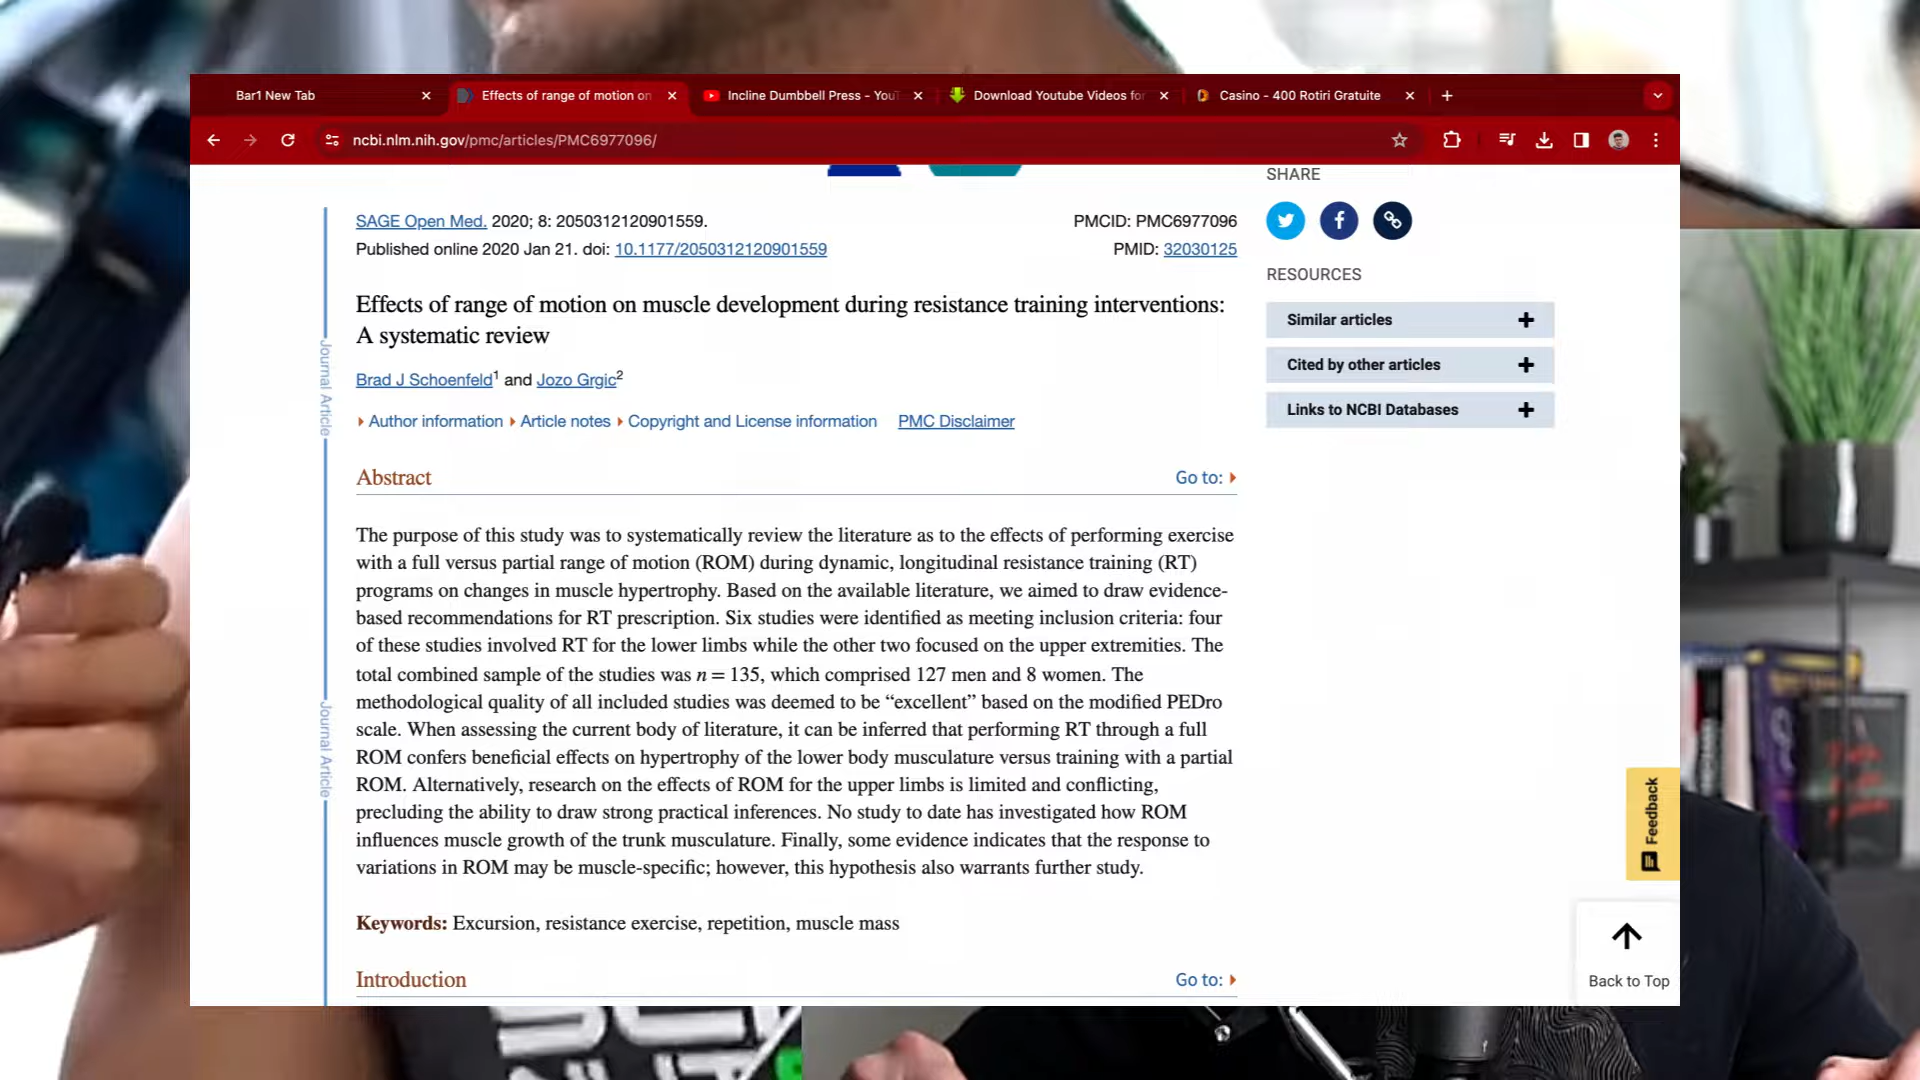 Bar1 New Tab
Effects of range of motion on
Incline Dumbbell Press - You
Download Youtube Videos for
Casino - 400 Rotiri Gratuite
ncbi.nlm.nih.gov/pmc/articles/PMC6977096/
SHARE
SAGE Open Med. 2020; 8: 2050312120901559.
PMCID: PMC6977096
Published online 2020 Jan 21. doi: 10.1177/2050312120901559
PMID: 32030125
RESOURCES
Similar articles
Cited by other articles
Links to NCBI Databases
Effects of range of motion on muscle development during resistance training interventions:
A systematic review
Brad J Schoenfeld1 and Jozo Grgic2
Author information Article notes Copyright and License information PMC Disclaimer
Journal Article
Journal Article
Abstract
Go to:
The purpose of this study was to systematically review the literature as to the effects of performing exercise
with a full versus partial range of motion (ROM) during dynamic, longitudinal resistance training (RT)
programs on changes in muscle hypertrophy. Based on the available literature, we aimed to draw evidence-
based recommendations for RT prescription. Six studies were identified as meeting inclusion criteria: four
of these studies involved RT for the lower limbs while the other two focused on the upper extremities. The
total combined sample of the studies was n = 135, which comprised 127 men and 8 women. The
methodological quality of all included studies was deemed to be “excellent” based on the modified PEDro
scale. When assessing the current body of literature, it can be inferred that performing RT through a full
ROM confers beneficial effects on hypertrophy of the lower body musculature versus training with a partial
ROM. Alternatively, research on the effects of ROM for the upper limbs is limited and conflicting,
precluding the ability to draw strong practical inferences. No study to date has investigated how ROM
influences muscle growth of the trunk musculature. Finally, some evidence indicates that the response to
variations in ROM may be muscle-specific; however, this hypothesis also warrants further study.
Keywords: Excursion, resistance exercise, repetition, muscle mass
Introduction
Go to:
Feedback
Back to Top